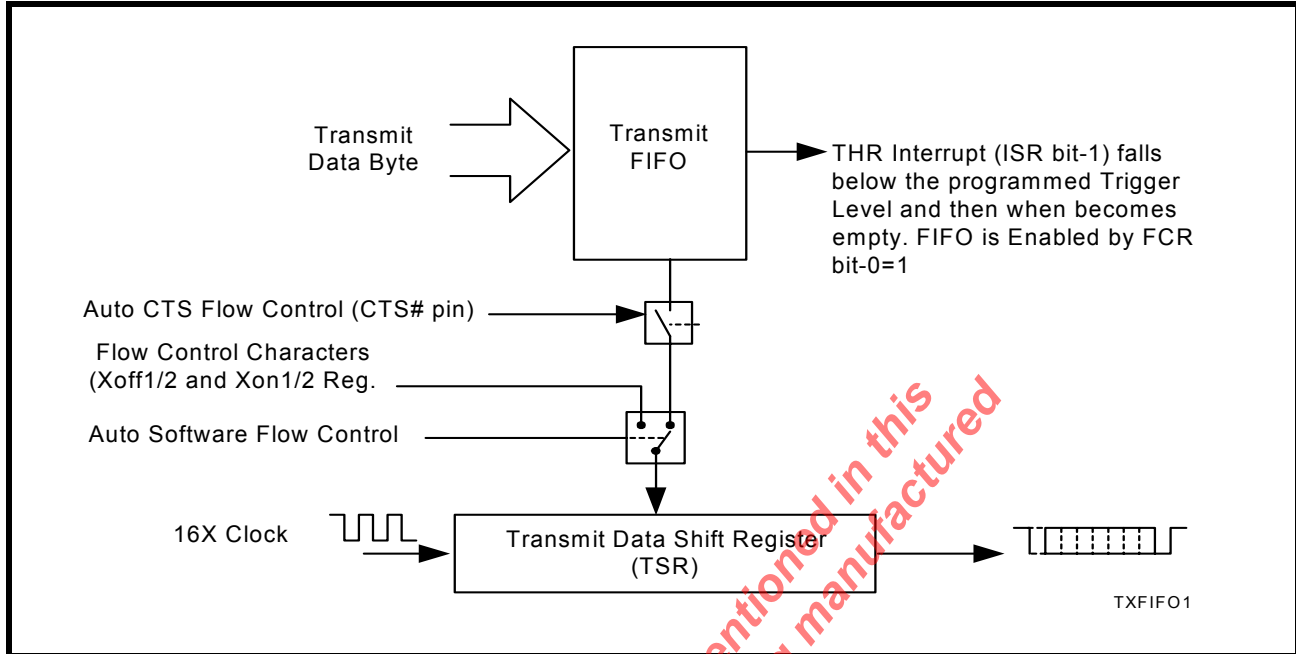 Transmit
Data Byte
Transmit
FIFO
THR Interrupt (ISR bit-1) falls
below the programmed Trigger
Level and then when becomes
empty. FIFO is Enabled by FCR
bit-0=1
Auto CTS Flow Control (CTS# pin)
Flow Control Characters
(Xoff1/2 and Xon1/2 Reg.
Auto Software Flow Control
16X Clock
Transmit Data Shift Register
(TSR)
TXFIFO1
mentioned in this
manufactured